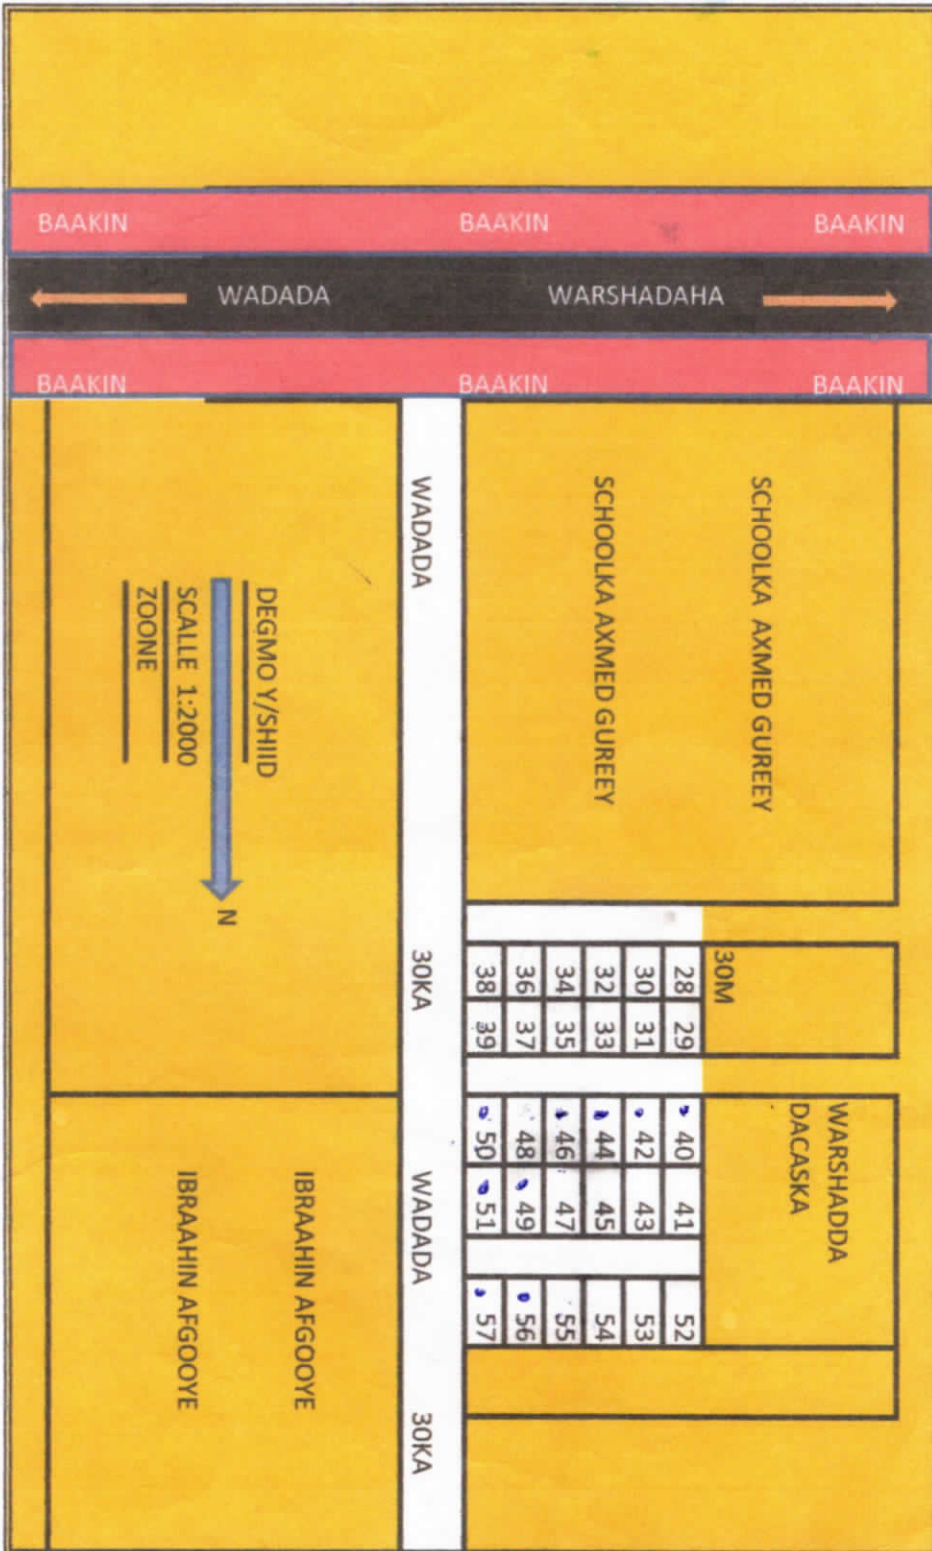 BAAKIN BAAKIN BAAKIN
WADADA WARSHADAHA
BAAKIN BAAKIN BAAKIN
SCHOOLKA AXMED GUREEY
SCHOOLKA AXMED GUREEY
WADADA 30KA WADADA 30KA
DEGMO Y/SHIID
SCALLE 1:2000
ZOONE
N
30M
28 29
30 31
32 33
34 35
36 37
38 39
WARSHADDA
DACASKA
40 41 52
42 43 53
44 45 54
46 47 55
48 49 56
50 51 57
IBRAAHIN AFGOOYE
IBRAAHIN AFGOOYE